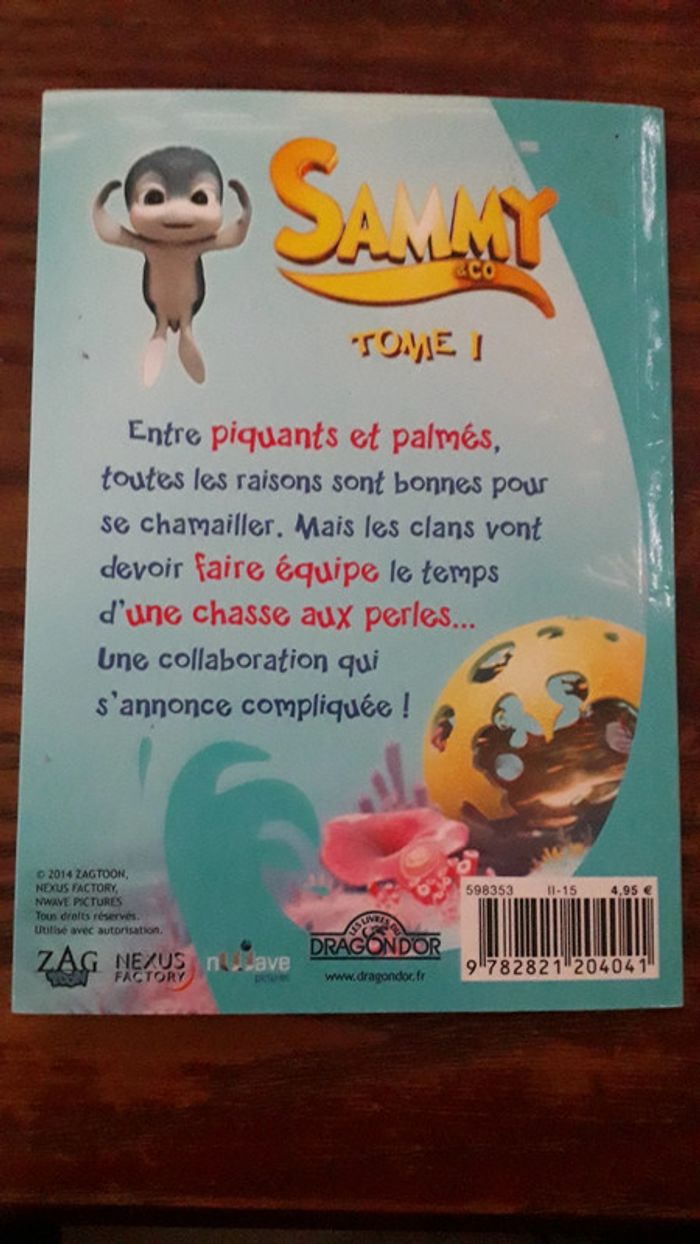 SAMMY
&CO
TOME 1
Entre piquants et palmés,
toutes les raisons sont bonnes pour
se chamailler. Mais les clans vont
devoir faire équipe le temps
d'une chasse aux perles...
Une collaboration qui
s'annonce compliquée !
© 2014 ZAGTOON,
NEXUS FACTORY,
NWAVE PICTURES
Tous droits réservés.
Utilisé avec autorisation.
ZAG
TOON
NEXUS
FACTORY
nWave
pictures
LES LIVRES DU
DRAGON D'OR
www.dragondor.fr
598353 II-15 4,95 €
9 782821 204041